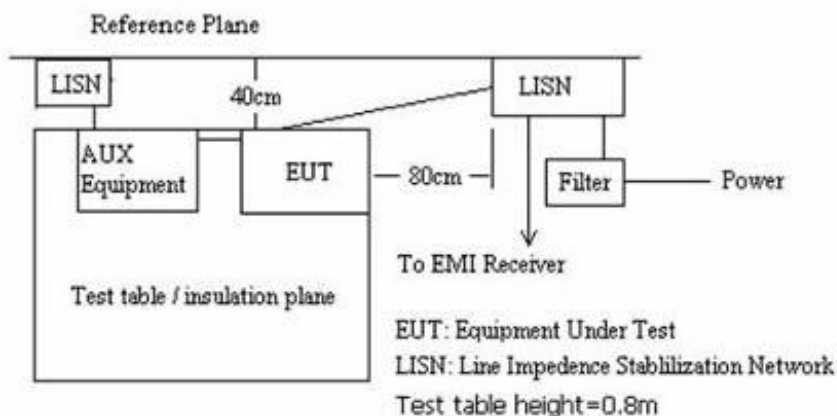 Reference Plane
LISN
LISN
40cm
AUX
Equipment
EUT
80cm
Filter
Power
To EMI Receiver
Test table / insulation plane
EUT: Equipment Under Test
LISN: Line Impedence Stablilization Network
Test table height=0.8m